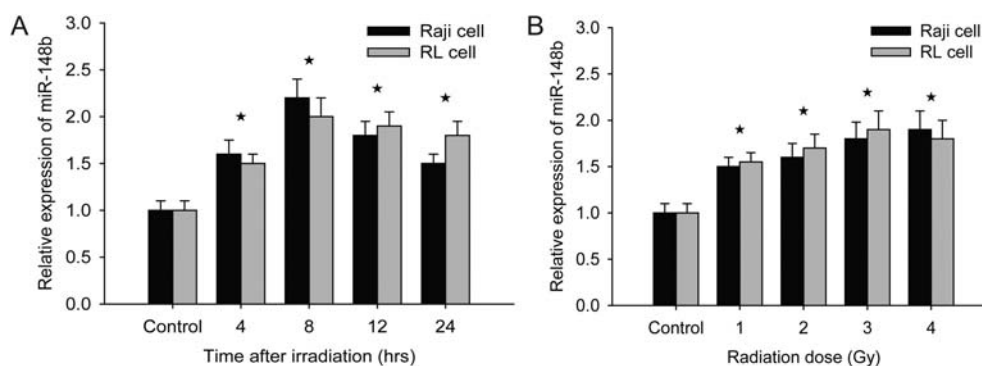 A
Raji cell
RL cell
Relative expression of miR-148b
3.0
2.5
2.0
1.5
1.0
0.5
0.0
★
★
★
★
Control 4 8 12 24
Time after irradiation (hrs)
B
Raji cell
RL cell
Relative expression of miR-148b
3.0
2.5
2.0
1.5
1.0
0.5
0.0
★
★
★
★
Control 1 2 3 4
Radiation dose (Gy)